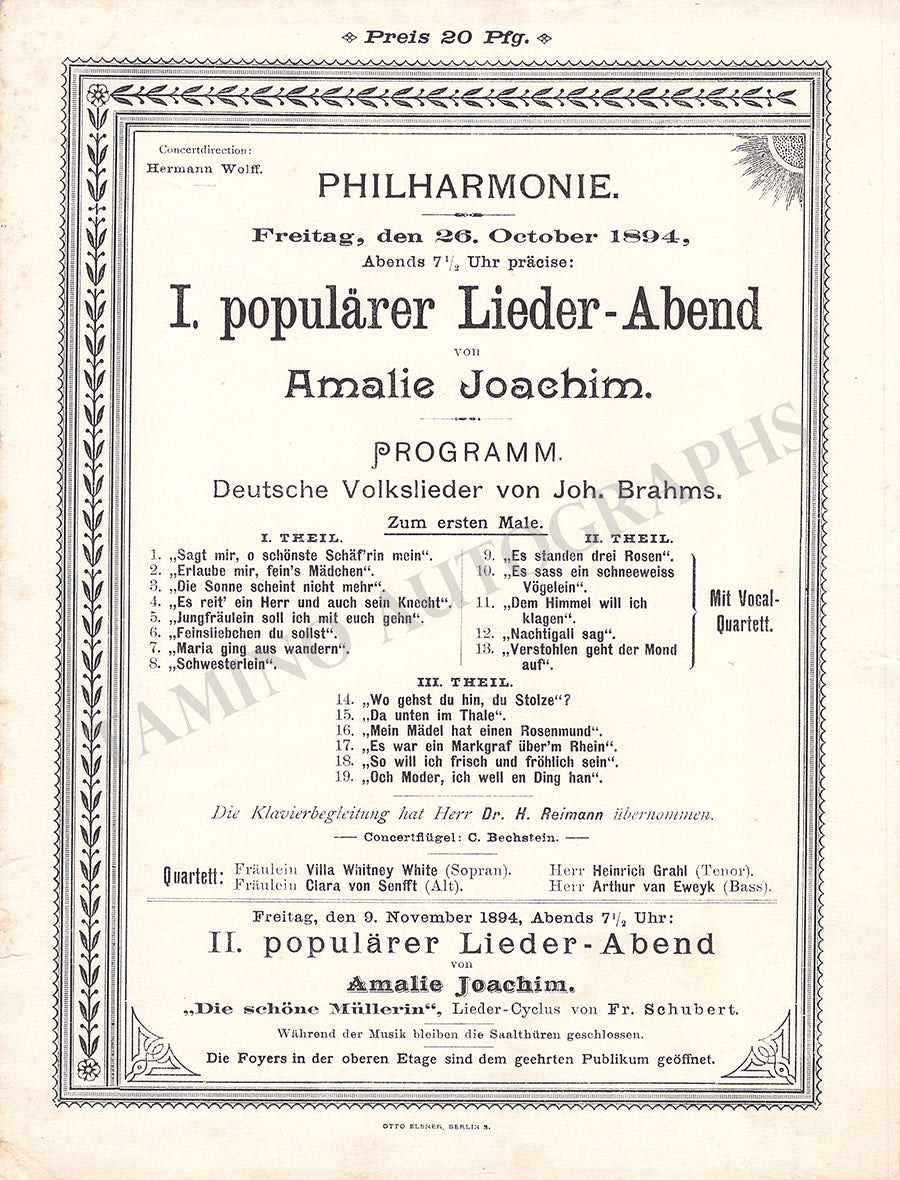 Preis 20 Pfg.
Concertdirection:
Hermann Wolff.
PHILHARMONIE.
Freitag, den 26. October 1894,
Abends 7 1/2 Uhr präcise:
I. populärer Lieder-Abend
von
Amalie Joachim.
PROGRAMM.
Deutsche Volkslieder von Joh. Brahms.
Zum ersten Male.
I. THEIL.
1. „Sagt mir, o schönste Schäf'rin mein“.
2. „Erlaube mir, fein's Mädchen“.
3. „Die Sonne scheint nicht mehr“.
4. „Es reit' ein Herr und auch sein Knecht“.
5. „Jungfräulein soll ich mit euch gehn“.
6. „Feinsliebchen du sollst“.
7. „Maria ging aus wandern“.
8. „Schwesterlein“.
II. THEIL.
9. „Es standen drei Rosen“.
10. „Es sass ein schneeweiss
Vögelein“.
11. „Dem Himmel will ich
klagen“.
12. „Nachtigall sag“.
13. „Verstohlen geht der Mond
auf“.
Mit Vocal-
Quartett.
III. THEIL.
14. „Wo gehst du hin, du Stolze“?
15. „Da unten im Thale“.
16. „Mein Mädel hat einen Rosenmund“.
17. „Es war ein Markgraf über'm Rhein“.
18. „So will ich frisch und fröhlich sein“.
19. „Och Moder, ich well en Ding han“.
Die Klavierbegleitung hat Herr Dr. H. Reimann übernommen.
Concertflügel: C. Bechstein.
Quartett: Fräulein Villa Whitney White (Sopran). Herr Heinrich Grahl (Tenor).
Fräulein Clara von Senfft (Alt). Herr Arthur van Eweyk (Bass).
Freitag, den 9. November 1894, Abends 7 1/2 Uhr:
II. populärer Lieder-Abend
von
Amalie Joachim.
„Die schöne Müllerin“, Lieder-Cyclus von Fr. Schubert.
Während der Musik bleiben die Saalthüren geschlossen.
Die Foyers in der oberen Etage sind dem geehrten Publikum geöffnet.
OTTO ELSNER, BERLIN S.
TAMINO AUTOGRAPHS